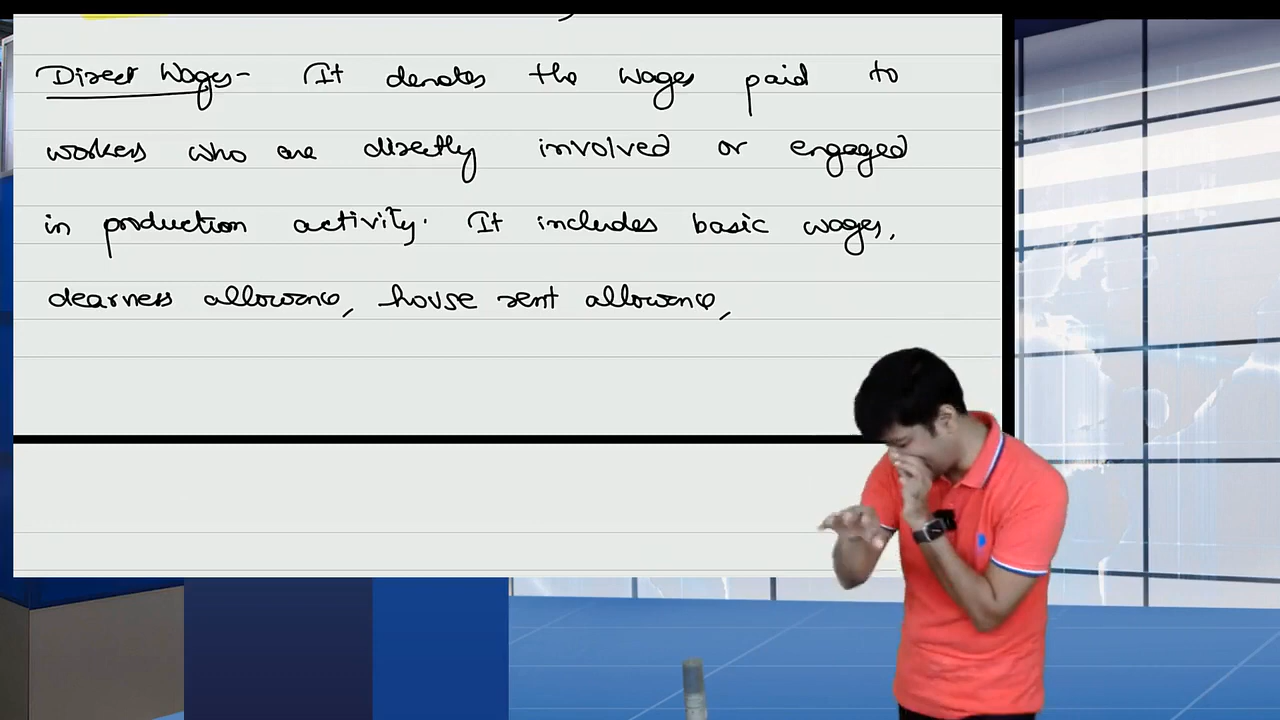 Direct Wages- It denotes the wages paid to
workers who are directly involved or engaged
in production activity. It includes basic wages,
dearness allowance, house rent allowance,